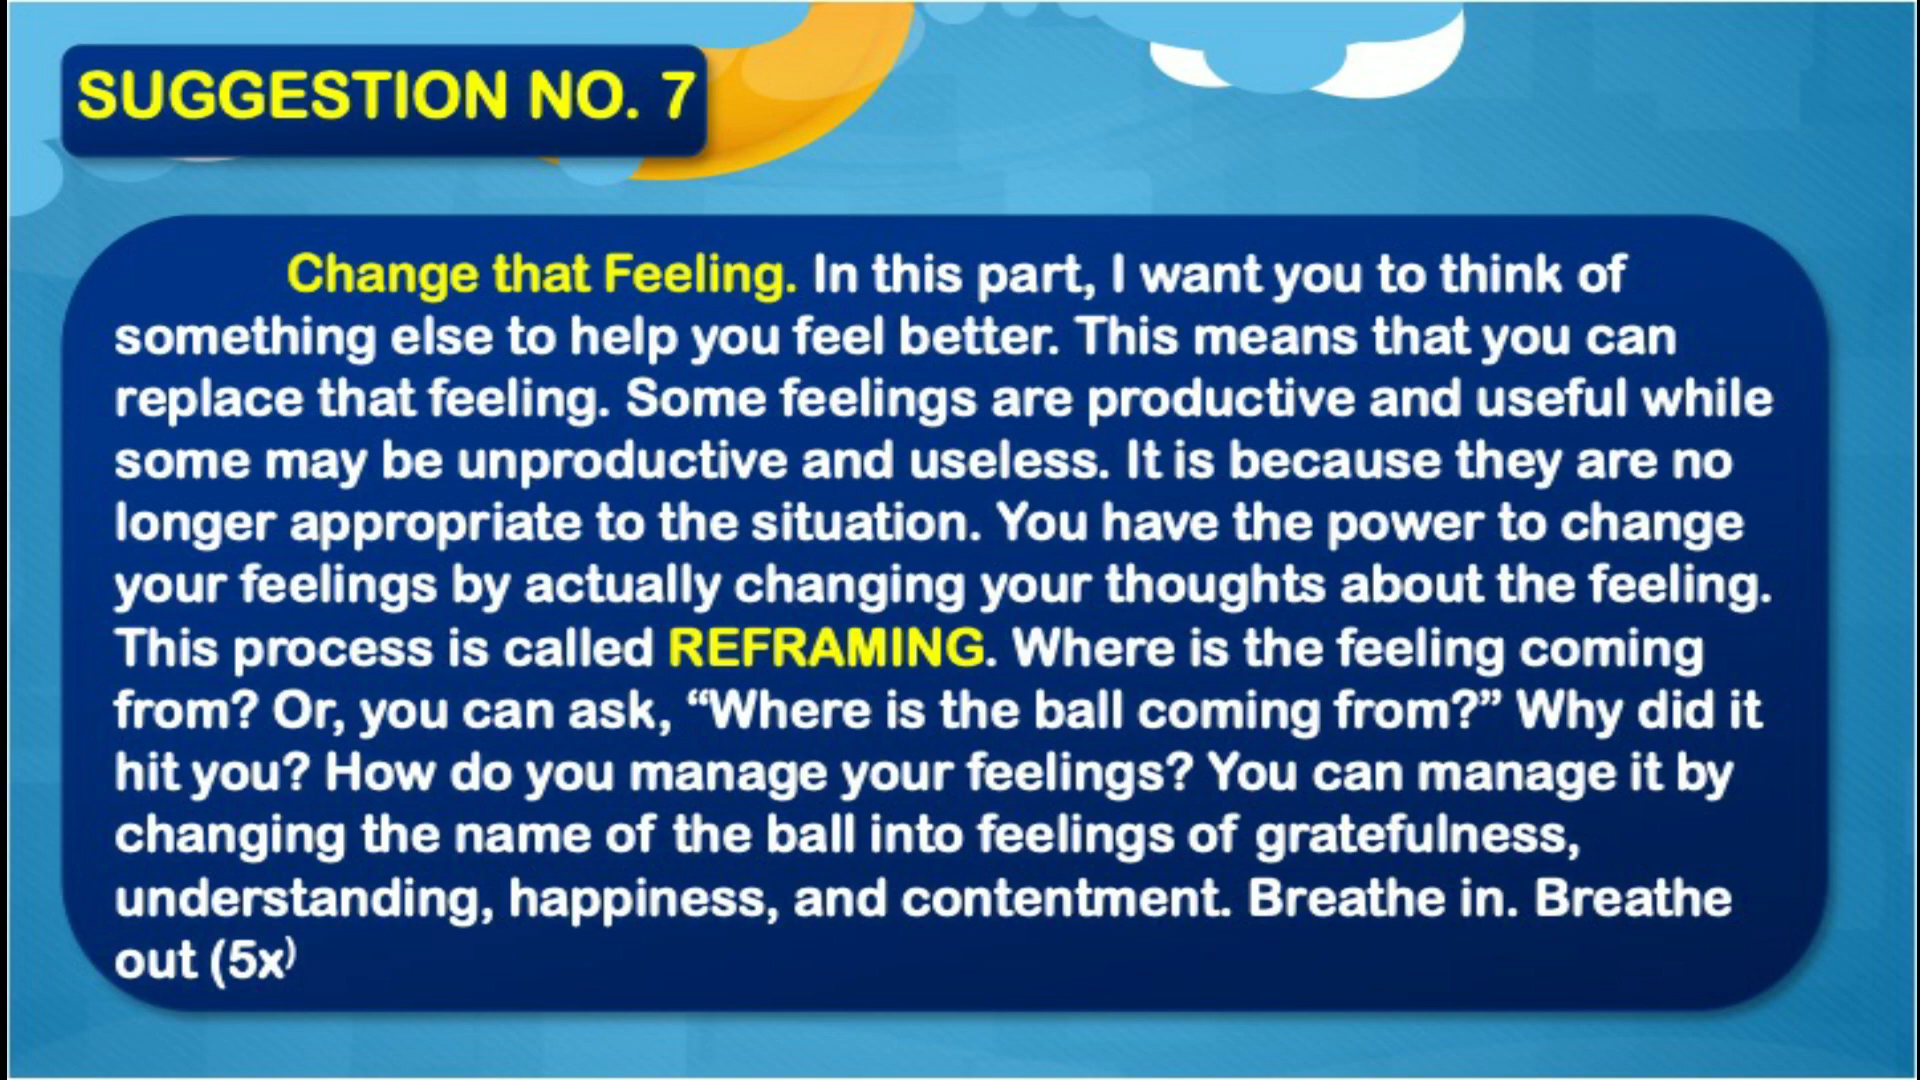 SUGGESTION NO. 7
Change that Feeling. In this part, I want you to think of
something else to help you feel better. This means that you can
replace that feeling. Some feelings are productive and useful while
some may be unproductive and useless. It is because they are no
longer appropriate to the situation. You have the power to change
your feelings by actually changing your thoughts about the feeling.
This process is called REFRAMING. Where is the feeling coming
from? Or, you can ask, “Where is the ball coming from?” Why did it
hit you? How do you manage your feelings? You can manage it by
changing the name of the ball into feelings of gratefulness,
understanding, happiness, and contentment. Breathe in. Breathe
out (5x)